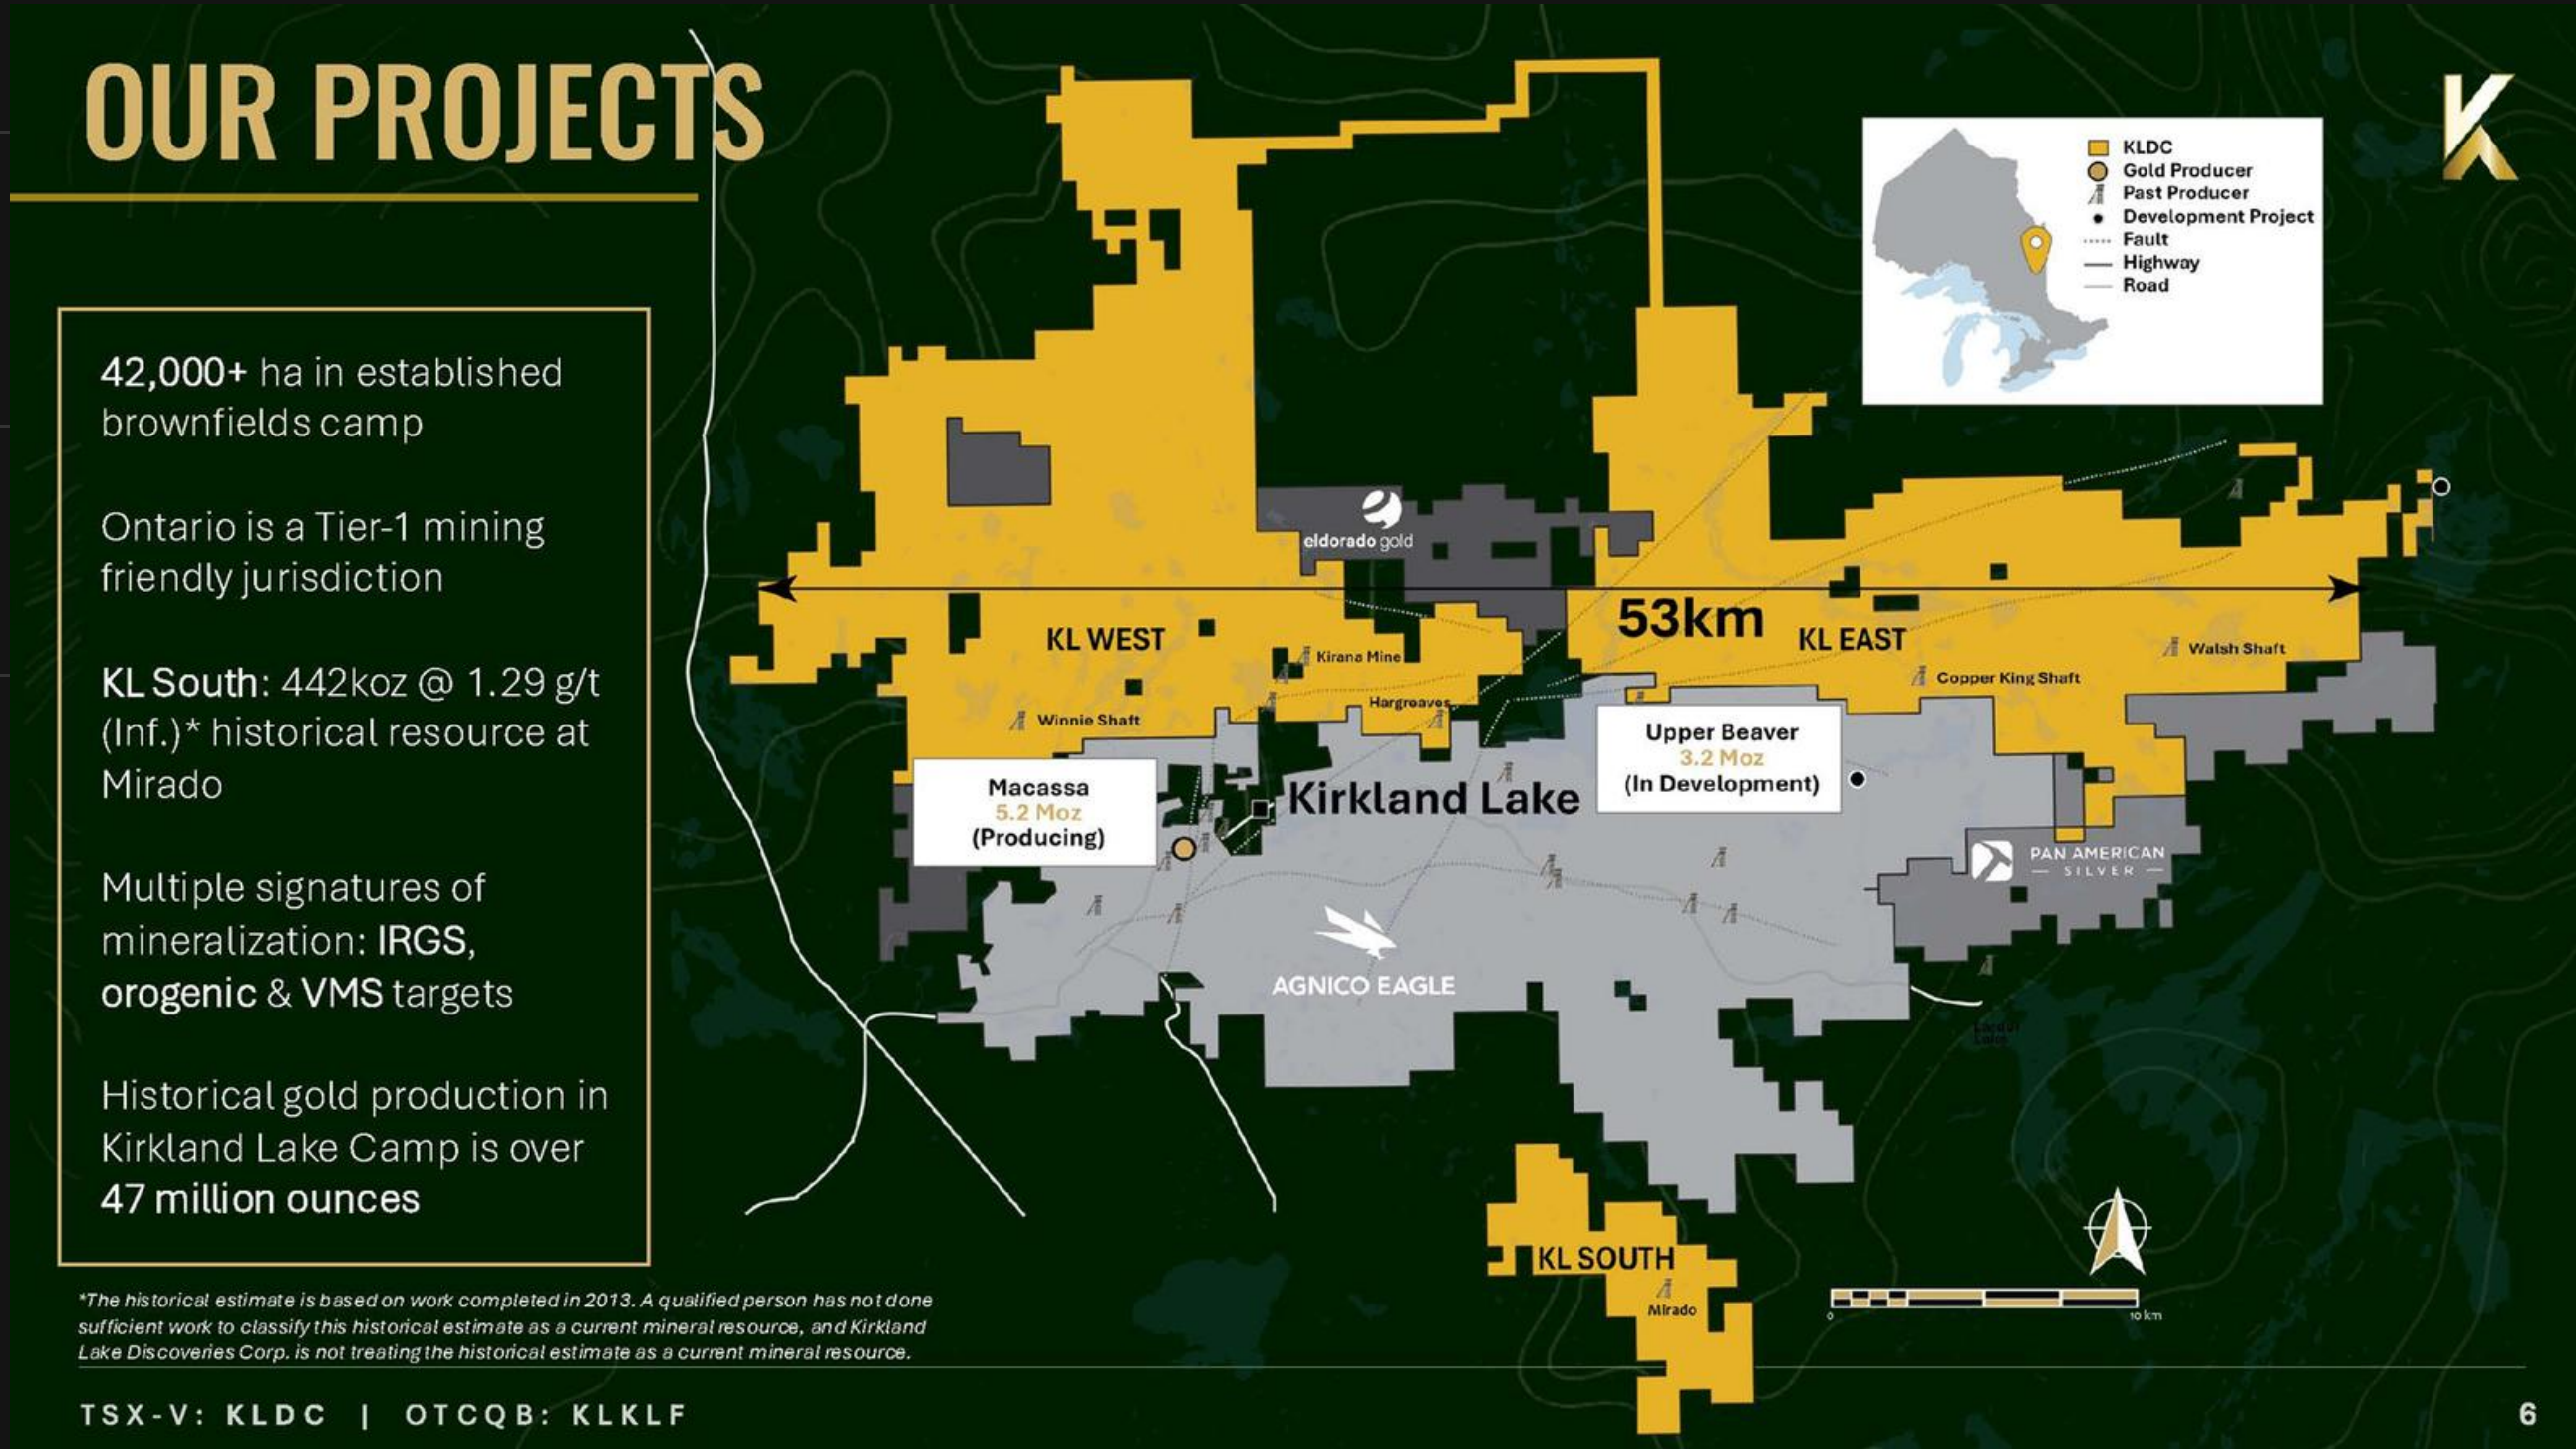 OUR PROJECTS
42,000+ ha in established
brownfields camp
Ontario is a Tier-1 mining
friendly jurisdiction
KL South: 442koz @ 1.29 g/t
(Inf.)* historical resource at
Mirado
Multiple signatures of
mineralization: IRGS,
orogenic & VMS targets
Historical gold production in
Kirkland Lake Camp is over
47 million ounces
*The historical estimate is based on work completed in 2013. A qualified person has not done
sufficient work to classify this historical estimate as a current mineral resource, and Kirkland
Lake Discoveries Corp. is not treating the historical estimate as a current mineral resource.
KLDC
Gold Producer
Past Producer
Development Project
Fault
Highway
Road
eldorado gold
53km
KL WEST
KL EAST
Kirana Mine
Walsh Shaft
Copper King Shaft
Hargreaves
Winnie Shaft
Upper Beaver
3.2 Moz
(In Development)
Macassa
5.2 Moz
(Producing)
Kirkland Lake
PAN AMERICAN
SILVER
AGNICO EAGLE
Larder
Lake
KL SOUTH
Mirado
0
10 km
TSX-V: KLDC | OTCQB: KLKLF
6